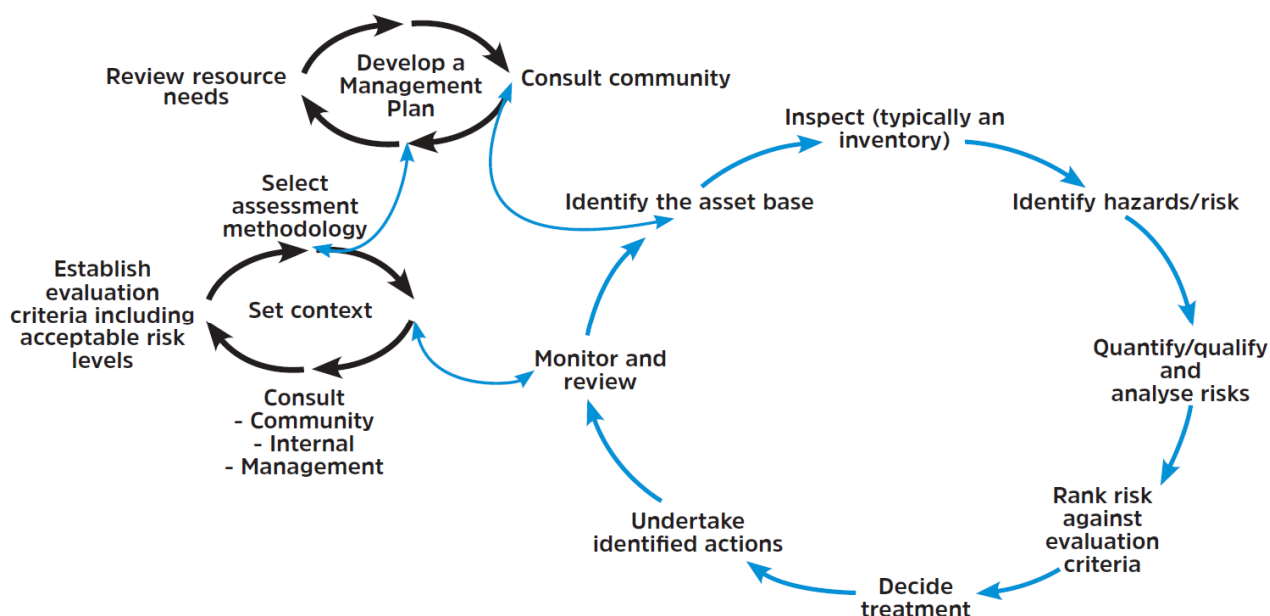 Review resource
needs
Develop a
Management
Plan
Consult community
Select
assessment
methodology
Establish
evaluation
criteria including
acceptable risk
levels
Set context
Consult
- Community
- Internal
- Management
Inspect (typically an
inventory)
Identify the asset base
Identify hazards/risk
Quantify/qualify
and
analyse risks
Rank risk
against
evaluation
criteria
Decide
treatment
Undertake
identified actions
Monitor and
review